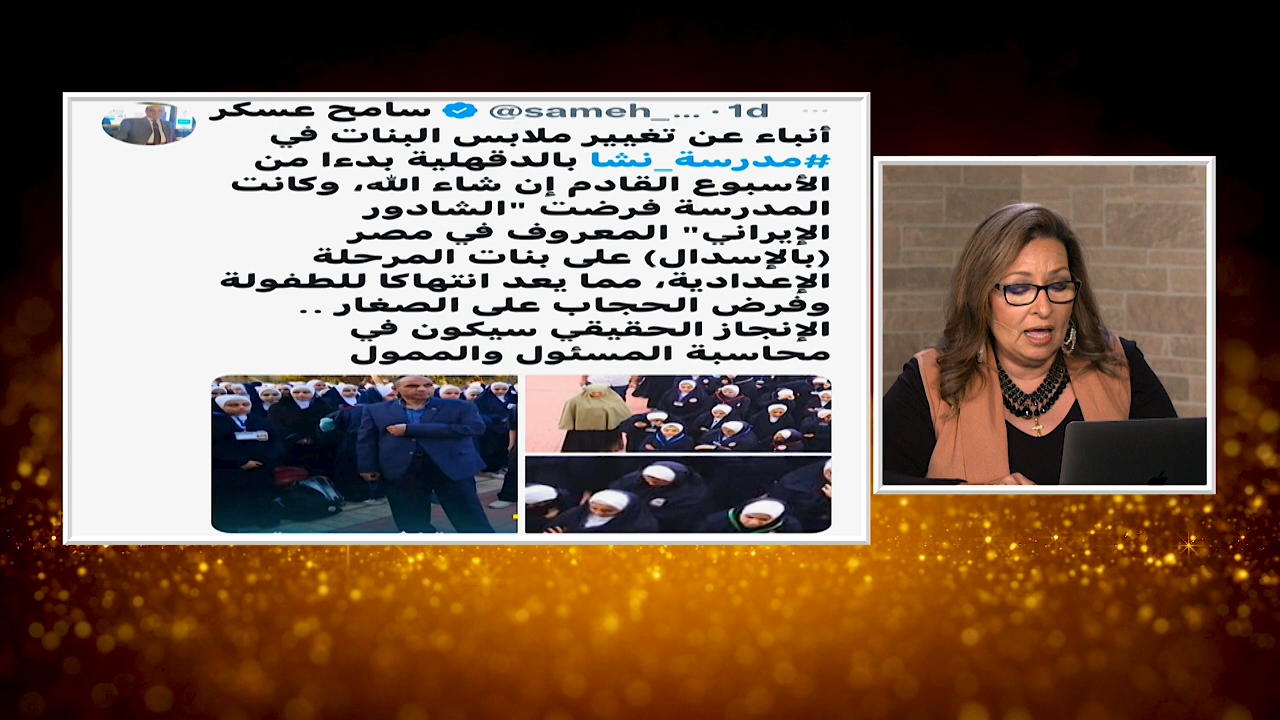 سامح عسكر @sameh_... · 1d
أنباء عن تغيير ملابس البنات في
#مدرسة_نشا بالدقهلية بدءا من
الأسبوع القادم إن شاء الله، وكانت
المدرسة فرضت "الشادور
الإيراني" المعروف في مصر
(بالإسدال) على بنات المرحلة
الإعدادية، مما يعد انتهاكا للطفولة
وفرض الحجاب على الصغار ..
الإنجاز الحقيقي سيكون في
محاسبة المسئول والممول